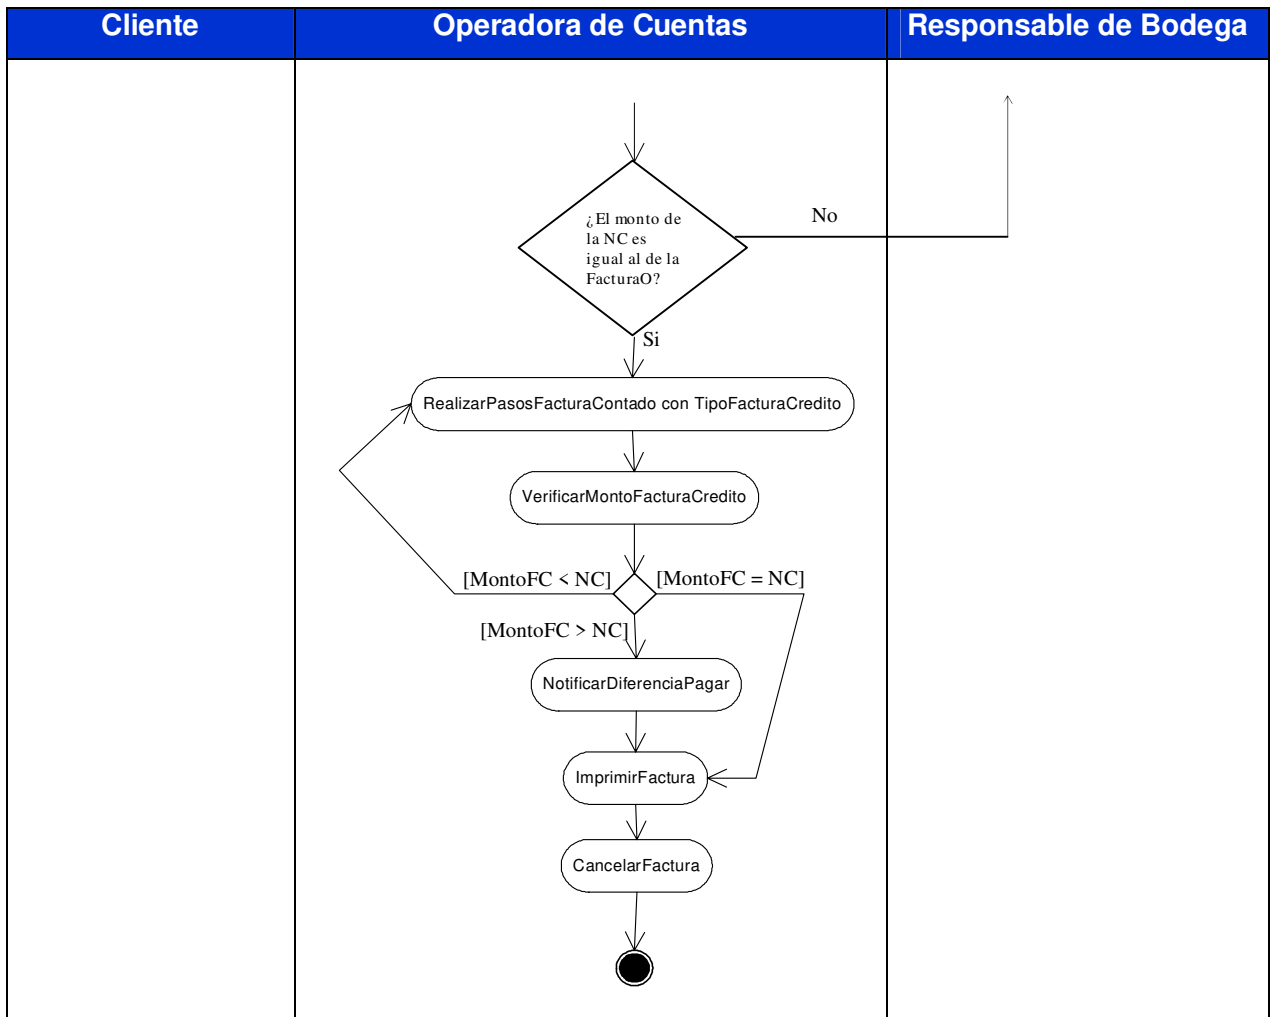 Cliente
Operadora de Cuentas
Responsable de Bodega
¿El monto de
la NC es
igual al de la
FacturaO?
No
Si
RealizarPasosFacturaContado con TipoFacturaCredito
VerificarMontoFacturaCredito
[MontoFC < NC]
[MontoFC = NC]
[MontoFC > NC]
NotificarDiferenciaPagar
ImprimirFactura
CancelarFactura